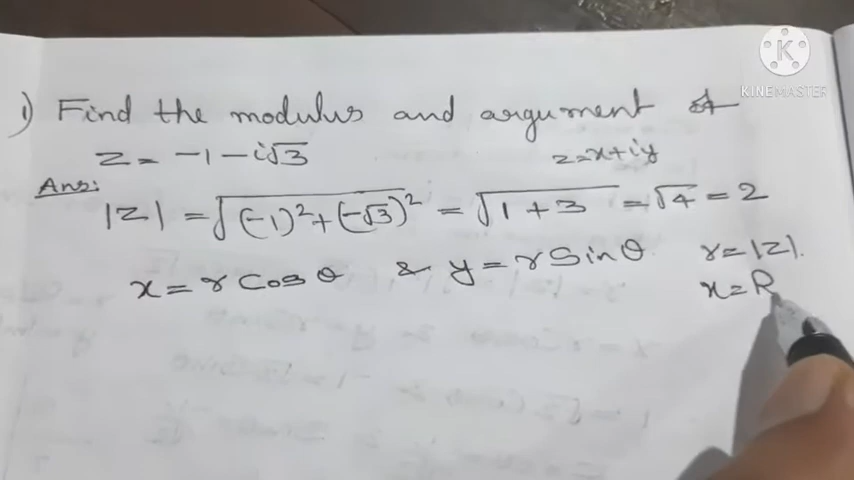 1) Find the modulus and argument of
z = -1 - i√3 z=x+iy
Ans:
|z| = √(-1)²+(-√3)² = √1+3 = √4 = 2
x = r Cos θ & y = r Sin θ r = |z|.
x = R
K
KINEMASTER